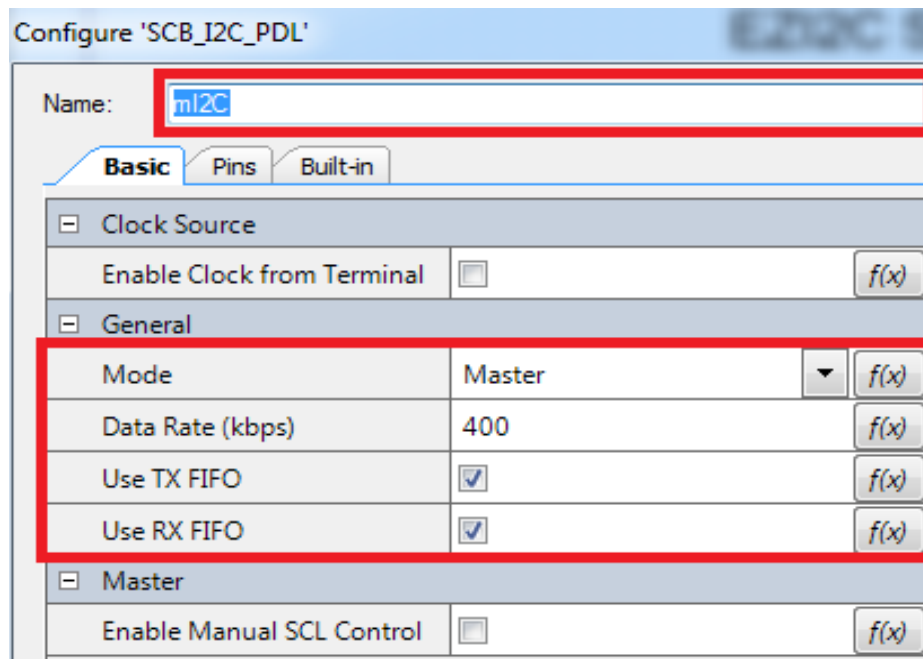 Configure 'SCB_I2C_PDL'
EZI2C S
Name: mI2C
Basic Pins Built-in
Clock Source
Enable Clock from Terminal f(x)
General
Mode Master f(x)
Data Rate (kbps) 400 f(x)
Use TX FIFO f(x)
Use RX FIFO f(x)
Master
Enable Manual SCL Control f(x)